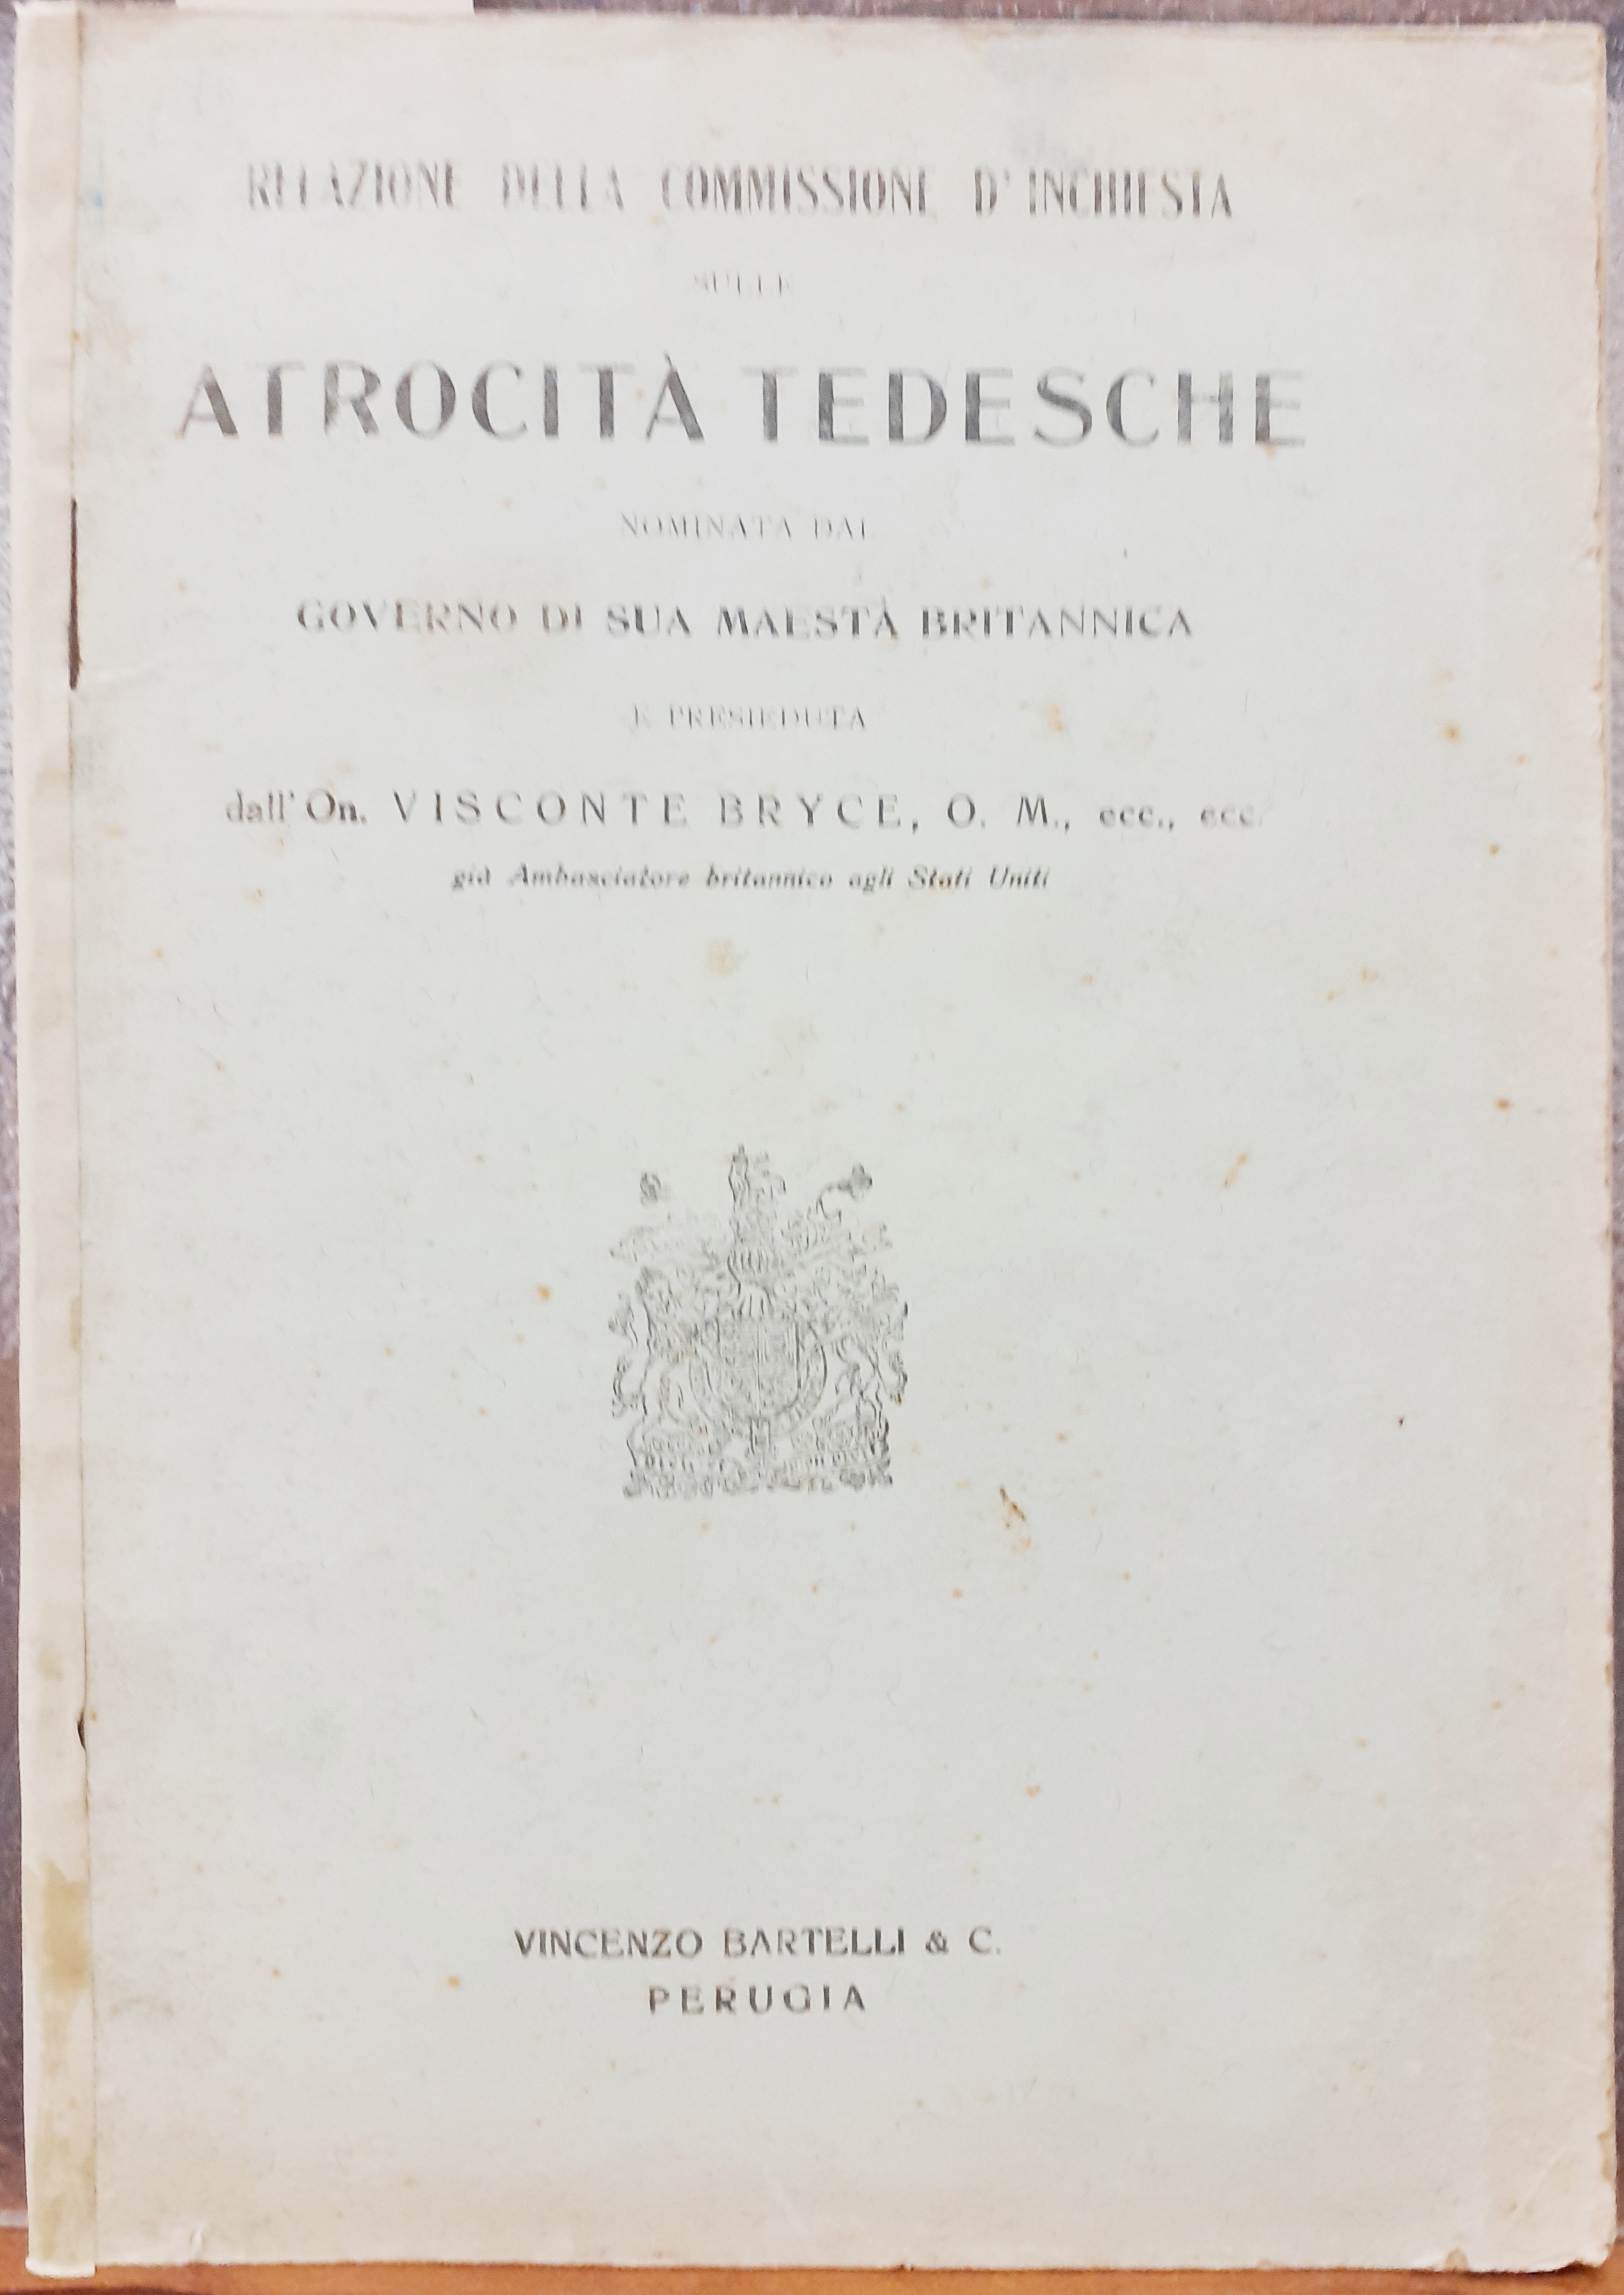 RELAZIONE DELLA COMMISSIONE D'INCHIESTA
SULLE
ATROCITÀ TEDESCHE
NOMINATA DAL
GOVERNO DI SUA MAESTÀ BRITANNICA
E PRESIEDUTA
dall'On. VISCONTE BRYCE, O. M., ecc., ecc.
già Ambasciatore britannico agli Stati Uniti
VINCENZO BARTELLI & C.
PERUGIA